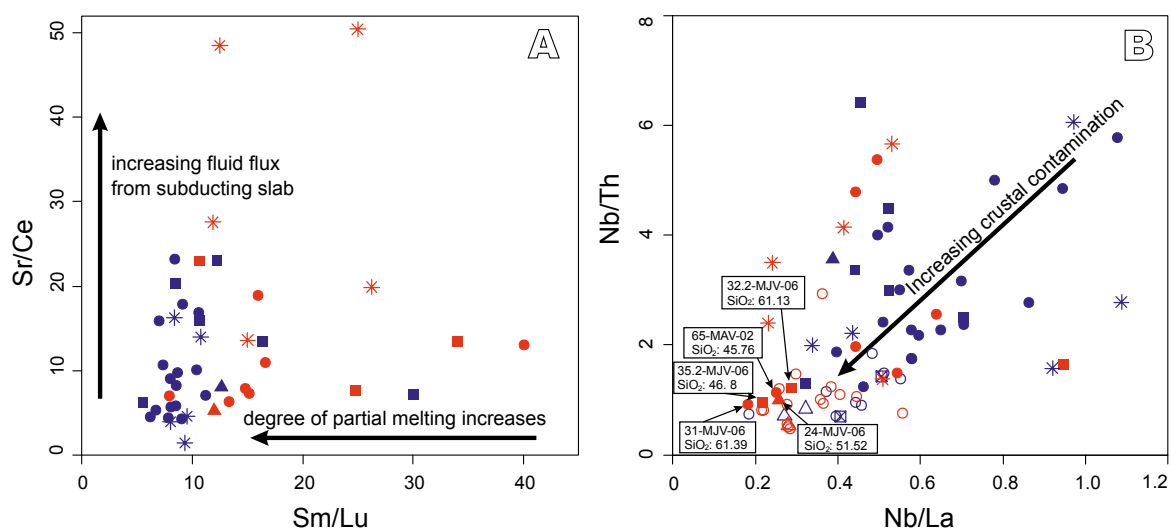 A
Sr/Ce
50
40
30
20
10
0
increasing fluid flux
from subducting slab
degree of partial melting increases
0
10
20
30
40
Sm/Lu
B
Nb/Th
8
6
4
2
0
Increasing crustal contamination
32.2-MJV-06
SiO₂: 61.13
65-MAV-02
SiO₂: 45.76
35.2-MJV-06
SiO₂: 46. 8
31-MJV-06
SiO₂: 61.39
24-MJV-06
SiO₂: 51.52
0
0.2
0.4
0.6
0.8
1.0
1.2
Nb/La